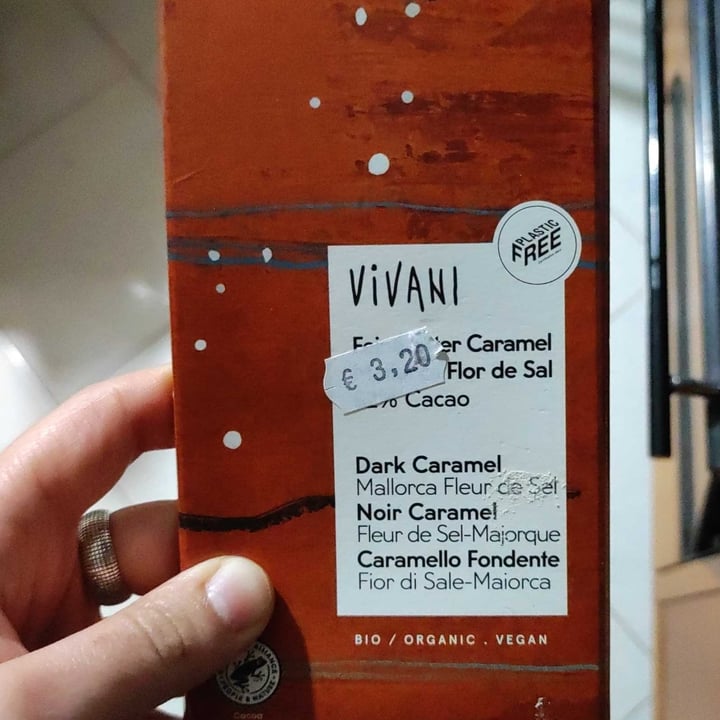 PLASTIC
FREE
ViVANI
Caramel
€ 3,20
Flor de Sal
% Cacao
Dark Caramel
Mallorca Fleur de Sel
Noir Caramel
Fleur de Sel-Majorque
Caramello Fondente
Fior di Sale-Maiorca
BIO / ORGANIC . VEGAN
Cocoa